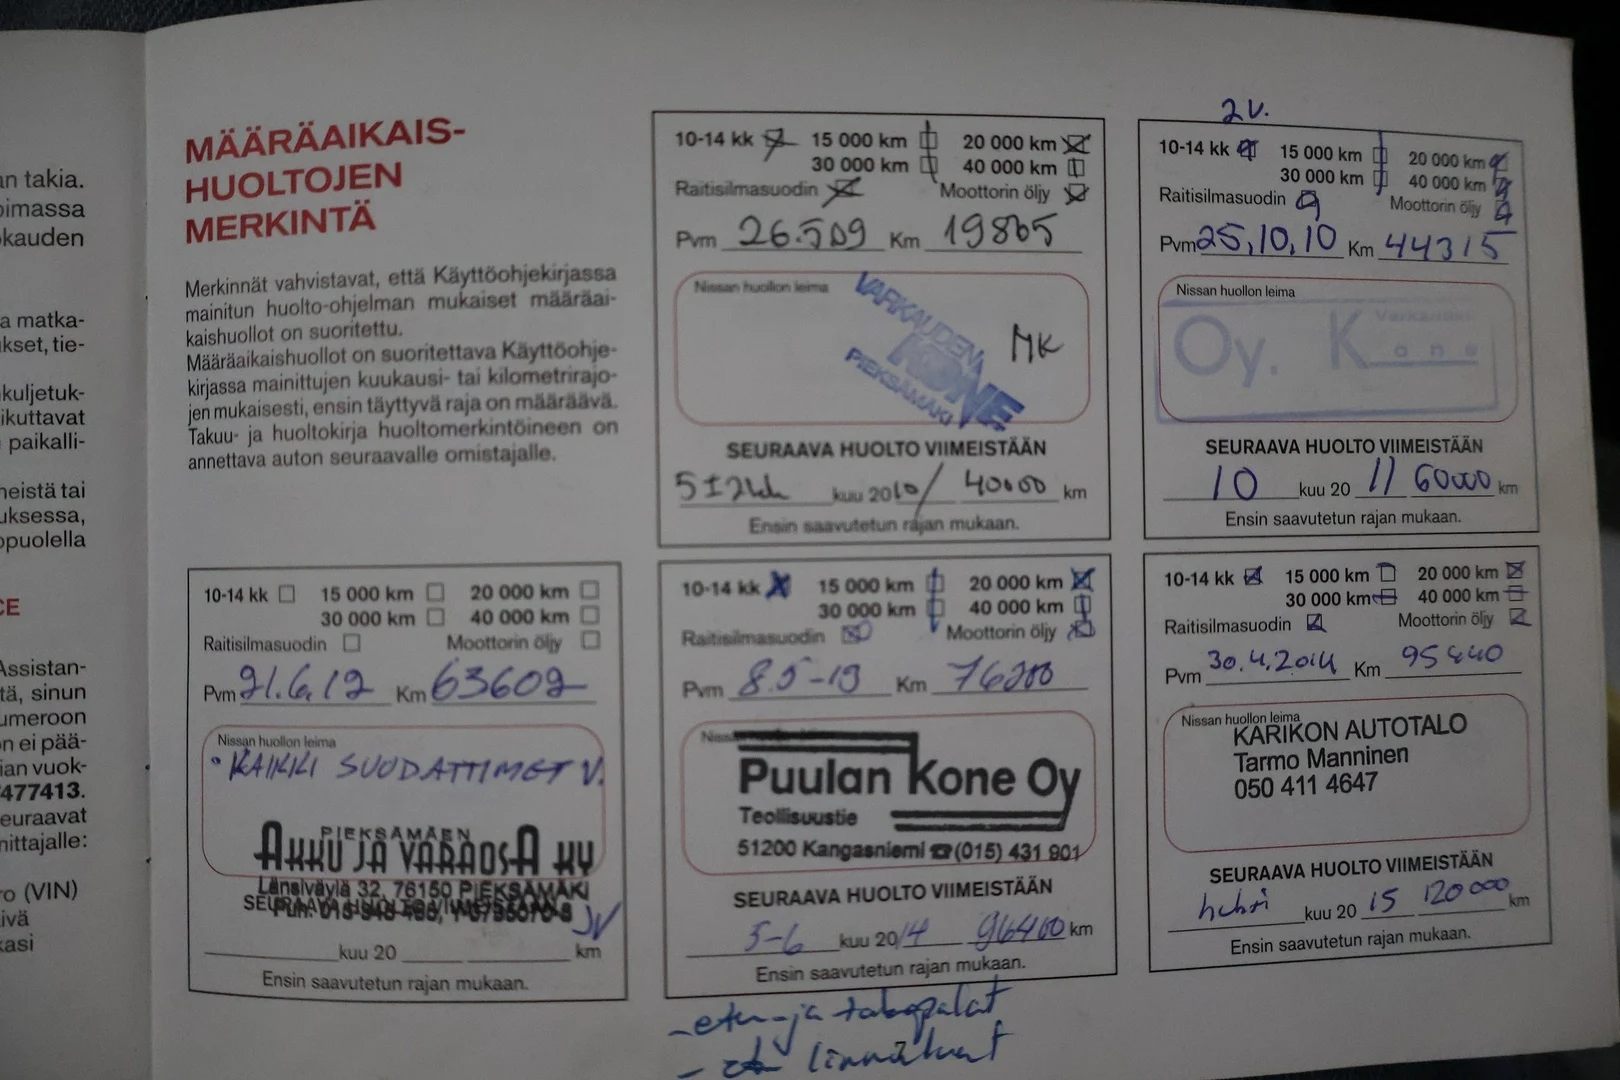 an takia.
oimassa
kauden
a matka-
kset, tie-
kuljetuk-
ikuttavat
paikalli-
neistä tai
uksessa,
opuolella
CE
Assistan-
tä, sinun
umeroon
n ei pää-
ian vuok-
477413.
euraavat
nittajalle:
ro (VIN)
ivä
kasi
MÄÄRÄAIKAIS-
HUOLTOJEN
MERKINTÄ
Merkinnät vahvistavat, että Käyttöohjekirjassa
mainitun huolto-ohjelman mukaiset määräai-
kaishuollot on suoritettu.
Määräaikaishuollot on suoritettava Käyttöohje-
kirjassa mainittujen kuukausi- tai kilometrirajo-
jen mukaisesti, ensin täyttyvä raja on määräävä.
Takuu- ja huoltokirja huoltomerkintöineen on
annettava auton seuraavalle omistajalle.
10-14 kk 15 000 km 20 000 km
30 000 km 40 000 km
Raitisilmasuodin Moottorin öljy
Pvm 26.5 09 Km 19865
Nissan huollon leima
VARKAUDEN
KONE
PIEKSÄMÄKI
MK
SEURAAVA HUOLTO VIIMEISTÄÄN
kuu 2010/ 40000 km
Ensin saavutetun rajan mukaan.
2v.
10-14 kk 15 000 km 20 000 km
30 000 km 40 000 km
Raitisilmasuodin Moottorin öljy
Pvm 25,10,10 Km 44315
Nissan huollon leima
Varkauden
Oy. Kone
SEURAAVA HUOLTO VIIMEISTÄÄN
10 kuu 20 11 60000 km
Ensin saavutetun rajan mukaan.
10-14 kk 15 000 km 20 000 km
30 000 km 40 000 km
Raitisilmasuodin Moottorin öljy
Pvm 21.6.12 Km 63602
Nissan huollon leima
• KAIKKI SUODATTIMET V.
PIEKSÄMÄEN
AKKU JA VARAOSA KY
Länsiväylä 32, 76150 PIEKSÄMÄKI
SEURAAVA HUOLTO VIIMEISTÄÄN
JV
kuu 20 km
Ensin saavutetun rajan mukaan.
10-14 kk 15 000 km 20 000 km
30 000 km 40 000 km
Raitisilmasuodin Moottorin öljy
Pvm 8.5-13 Km 76200
Nissan
Puulan Kone Oy
Teollisuustie
51200 Kangasniemi ☎(015) 431 901
SEURAAVA HUOLTO VIIMEISTÄÄN
5-6 kuu 20/14 96400 km
Ensin saavutetun rajan mukaan.
- etu- ja takapalat
10-14 kk 15 000 km 20 000 km
30 000 km 40 000 km
Raitisilmasuodin Moottorin öljy
Pvm 30.4.2014 Km 95440
Nissan huollon leima
KARIKON AUTOTALO
Tarmo Manninen
050 411 4647
SEURAAVA HUOLTO VIIMEISTÄÄN
huhti kuu 20 15 120000 km
Ensin saavutetun rajan mukaan.